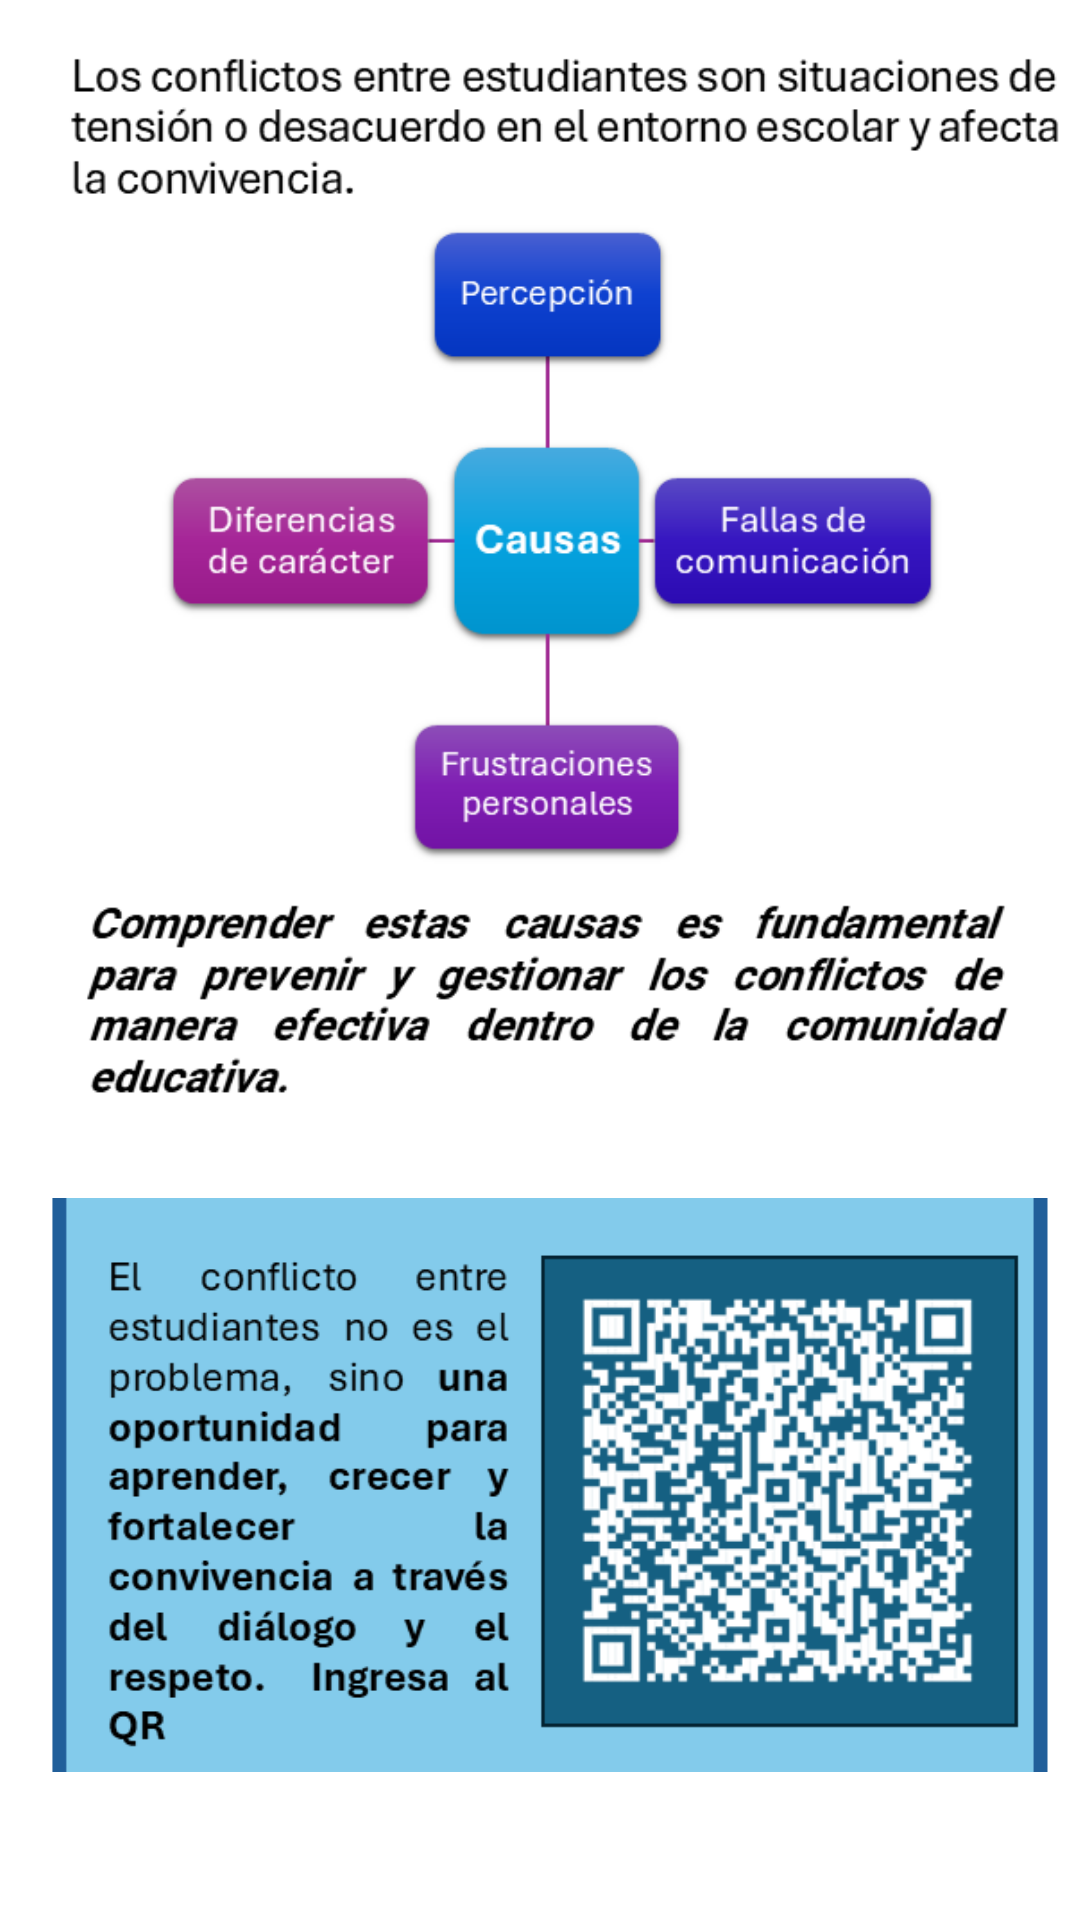 Los conflictos entre estudiantes son situaciones de
tensión o desacuerdo en el entorno escolar y afecta
la convivencia.
Percepción
Diferencias
de carácter
Causas
Fallas de
comunicación
Frustraciones
personales
Comprender estas causas es fundamental
para prevenir y gestionar los conflictos de
manera efectiva dentro de la comunidad
educativa.
El conflicto entre
estudiantes no es el
problema, sino una
oportunidad para
aprender, crecer y
fortalecer la
convivencia a través
del diálogo y el
respeto. Ingresa al
QR